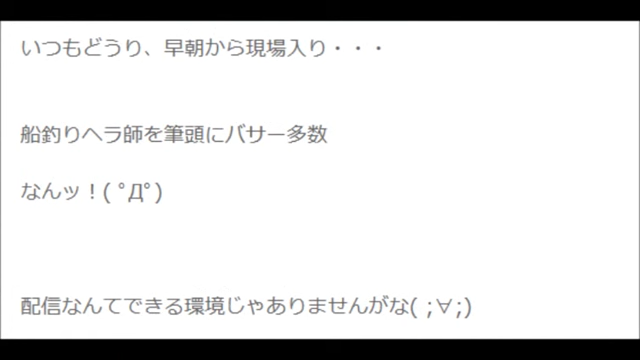 いつもどうり、早朝から現場入り・・・
船釣りヘラ師を筆頭にバサー多数
なんッ！( ﾟДﾟ)
配信なんてできる環境じゃありませんがな( ;∀;)